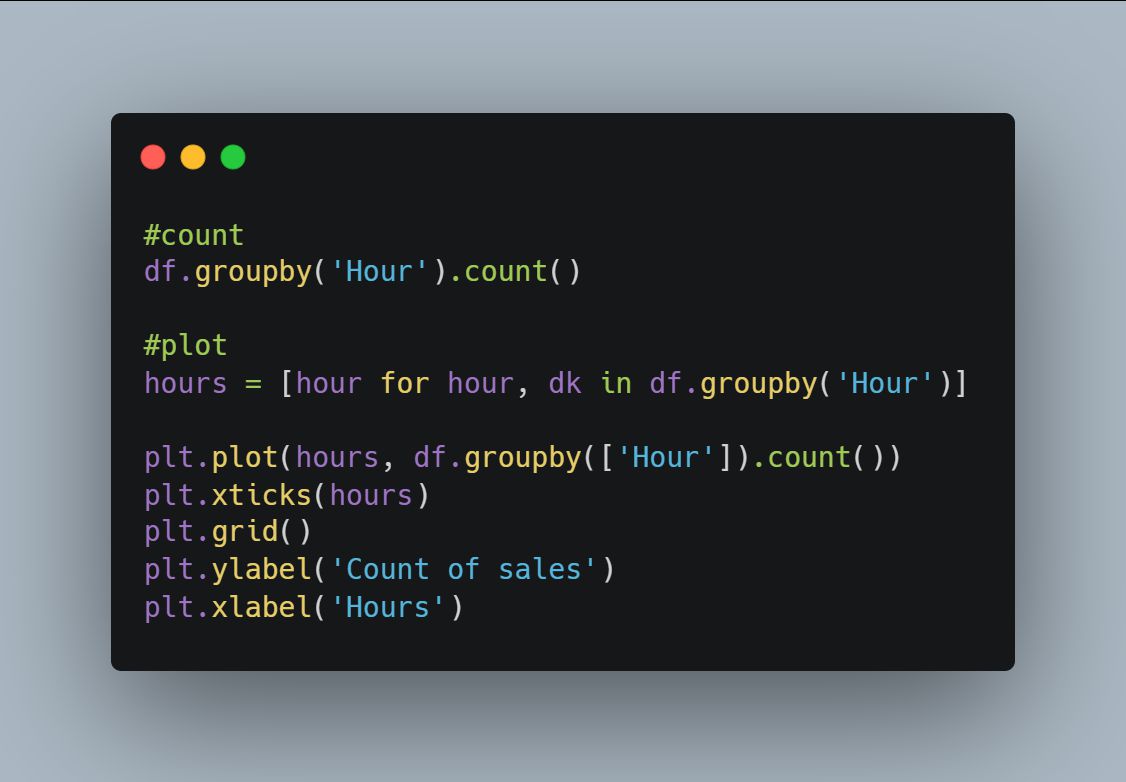 #count
df.groupby('Hour').count()
#plot
hours = [hour for hour, dk in df.groupby('Hour')]
plt.plot(hours, df.groupby(['Hour']).count())
plt.xticks(hours)
plt.grid()
plt.ylabel('Count of sales')
plt.xlabel('Hours')